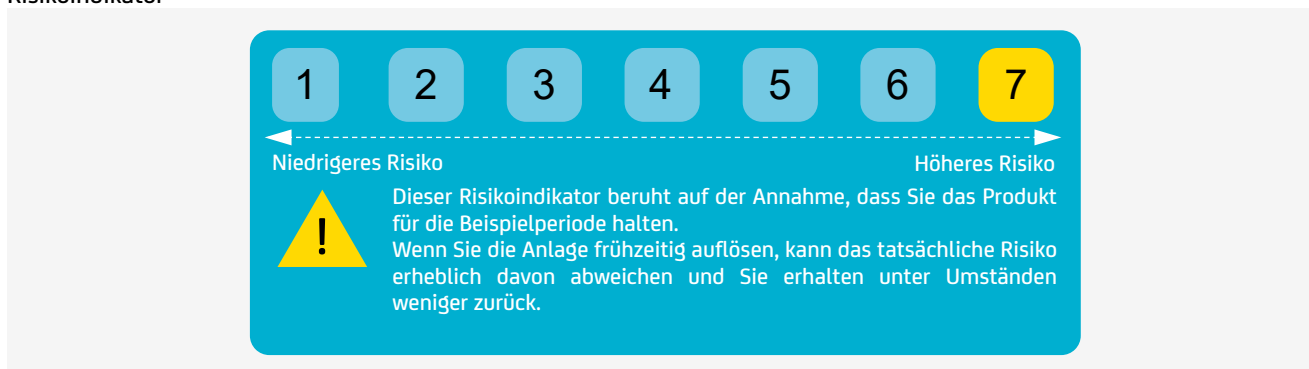 Risikoindikator
1 2 3 4 5 6 7
Niedrigeres Risiko Höheres Risiko
Dieser Risikoindikator beruht auf der Annahme, dass Sie das Produkt
für die Beispielperiode halten.
! Wenn Sie die Anlage frühzeitig auflösen, kann das tatsächliche Risiko
erheblich davon abweichen und Sie erhalten unter Umständen
weniger zurück.